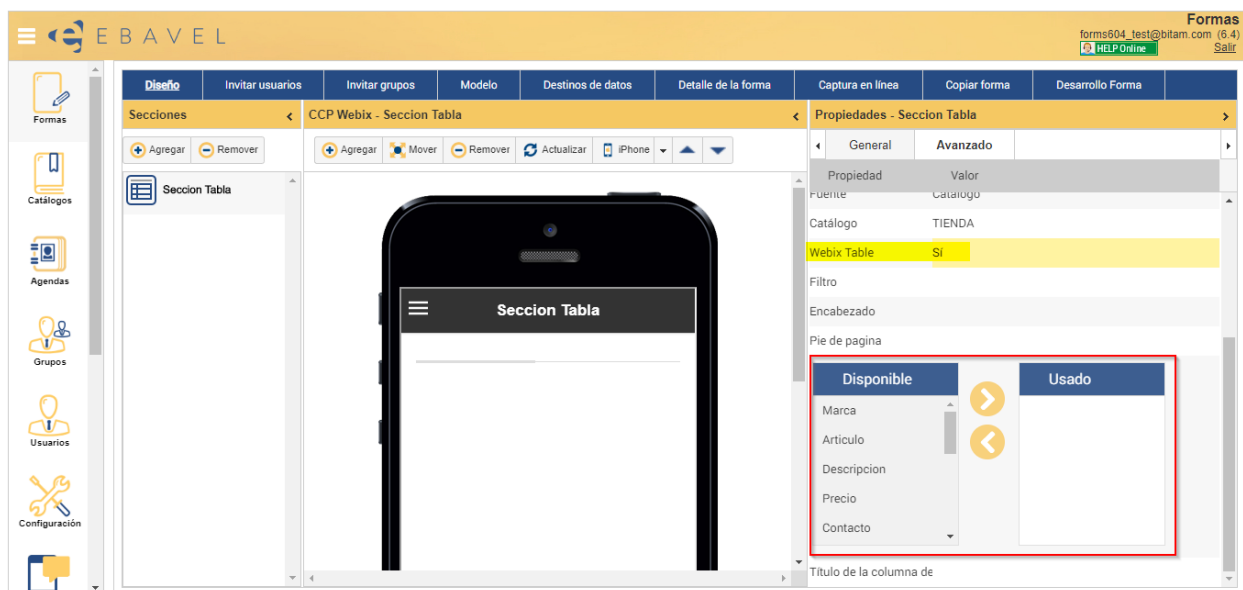 EBAVEL
Formas
forms604_test@bitam.com (6.4)
HELP Online
Salir
Formas
Catálogos
Agendas
Grupos
Usuarios
Configuración
Diseño
Invitar usuarios
Invitar grupos
Modelo
Destinos de datos
Detalle de la forma
Captura en línea
Copiar forma
Desarrollo Forma
Secciones
Agregar
Remover
Seccion Tabla
CCP Webix - Seccion Tabla
Agregar
Mover
Remover
Actualizar
iPhone
Seccion Tabla
Propiedades - Seccion Tabla
General
Avanzado
Propiedad
Valor
Fuente
Catálogo
Catálogo
TIENDA
Webix Table
Sí
Filtro
Encabezado
Pie de pagina
Disponible
Usado
Marca
Articulo
Descripcion
Precio
Contacto
Título de la columna de